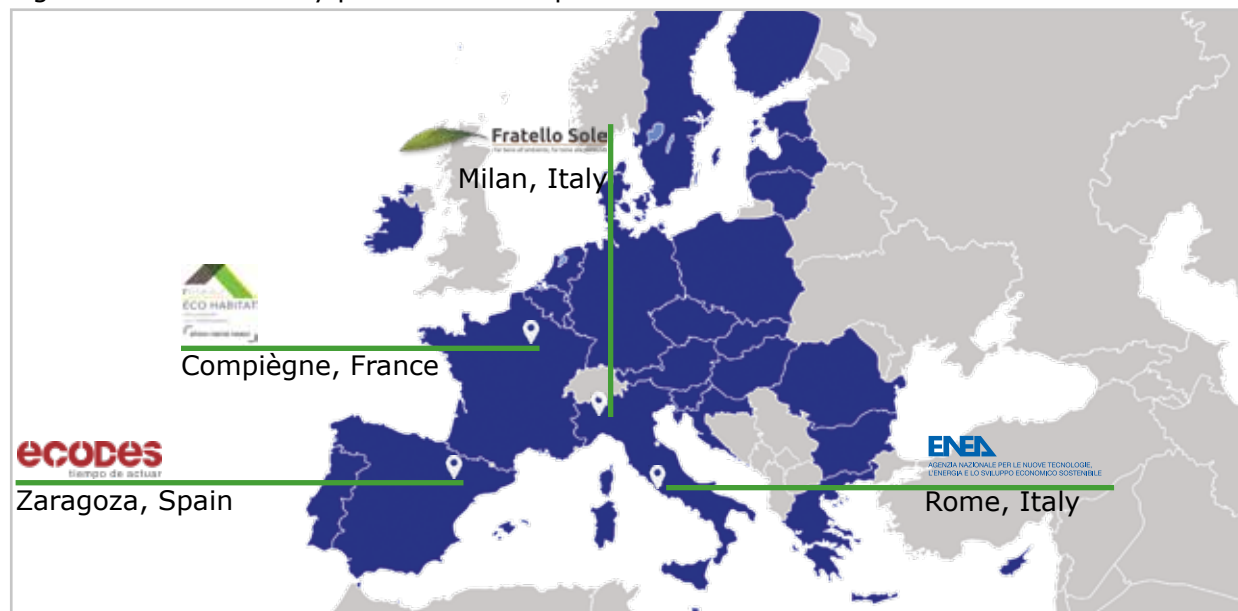 Fratello Sole
Milan, Italy
ECO HABITAT
Compiègne, France
ecodes
tiempo de actuar
Zaragoza, Spain
ENEA
AGENZIA NAZIONALE PER LE NUOVE TECNOLOGIE,
L'ENERGIA E LO SVILUPPO ECONOMICO SOSTENIBILE
Rome, Italy